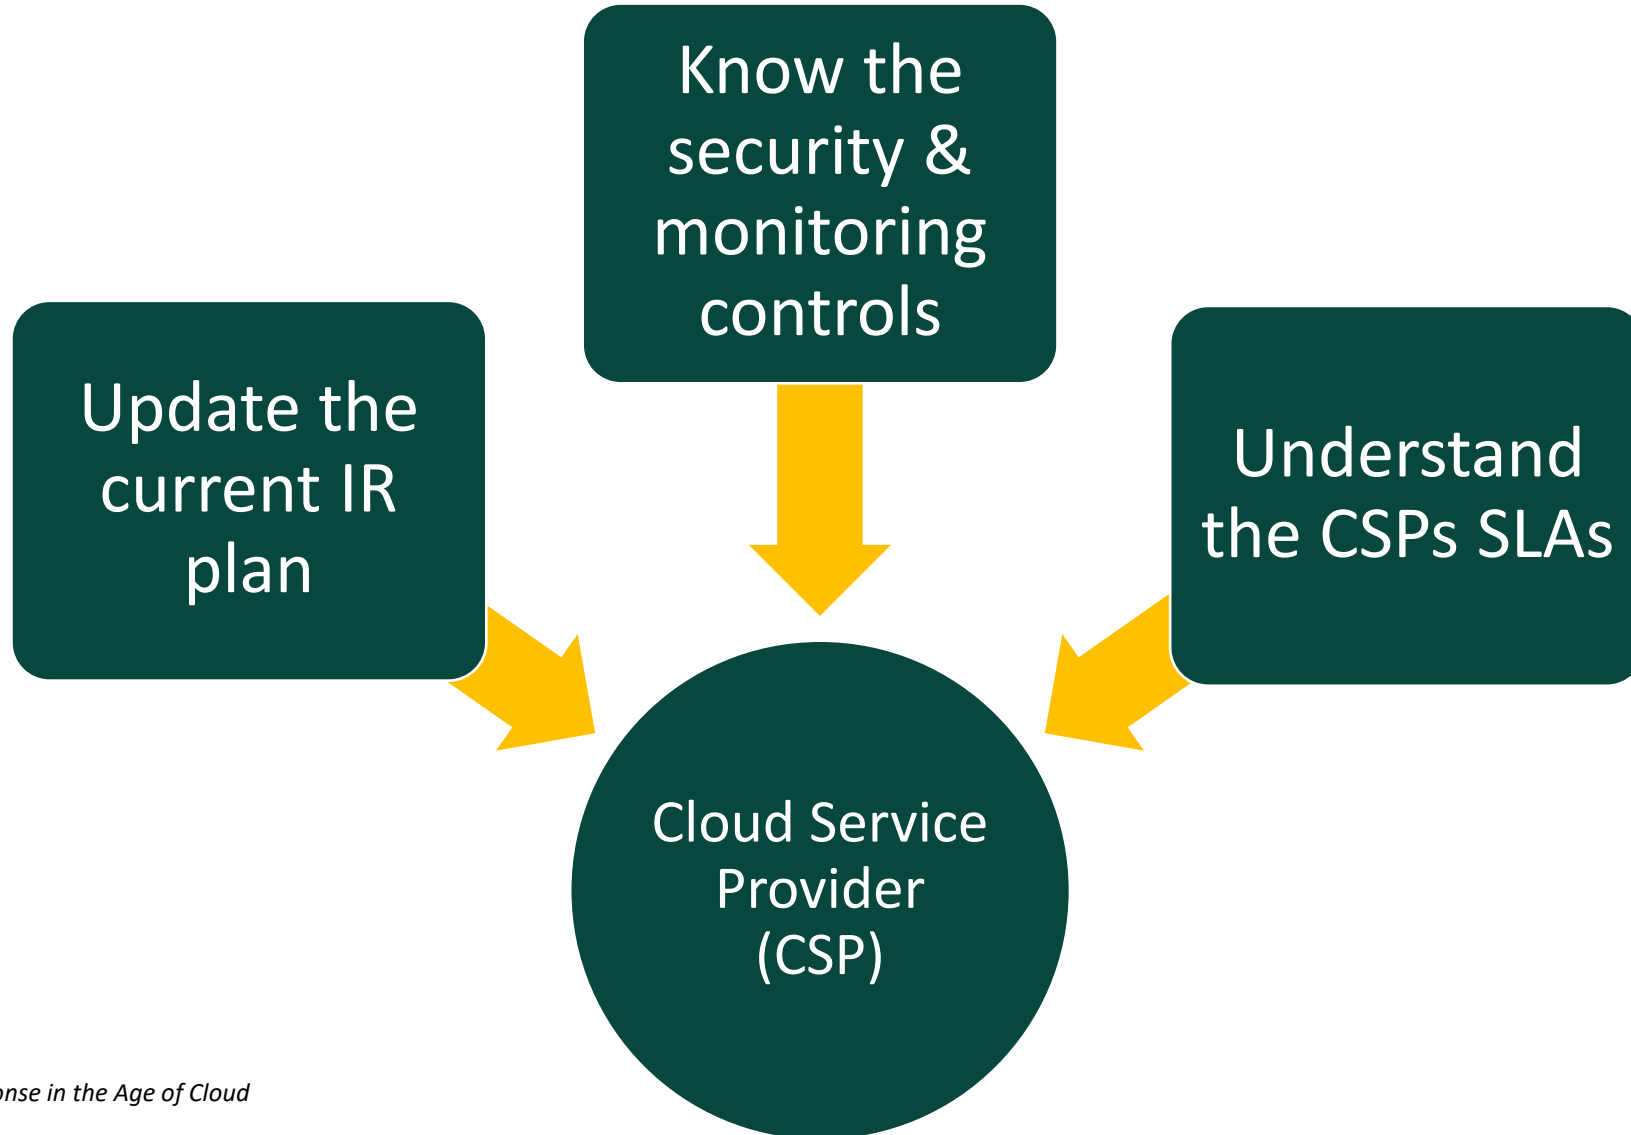 Know the
security &
monitoring
controls
Update the
current IR
plan
Understand
the CSPs SLAs
Cloud Service
Provider
(CSP)
in the Age of Cloud